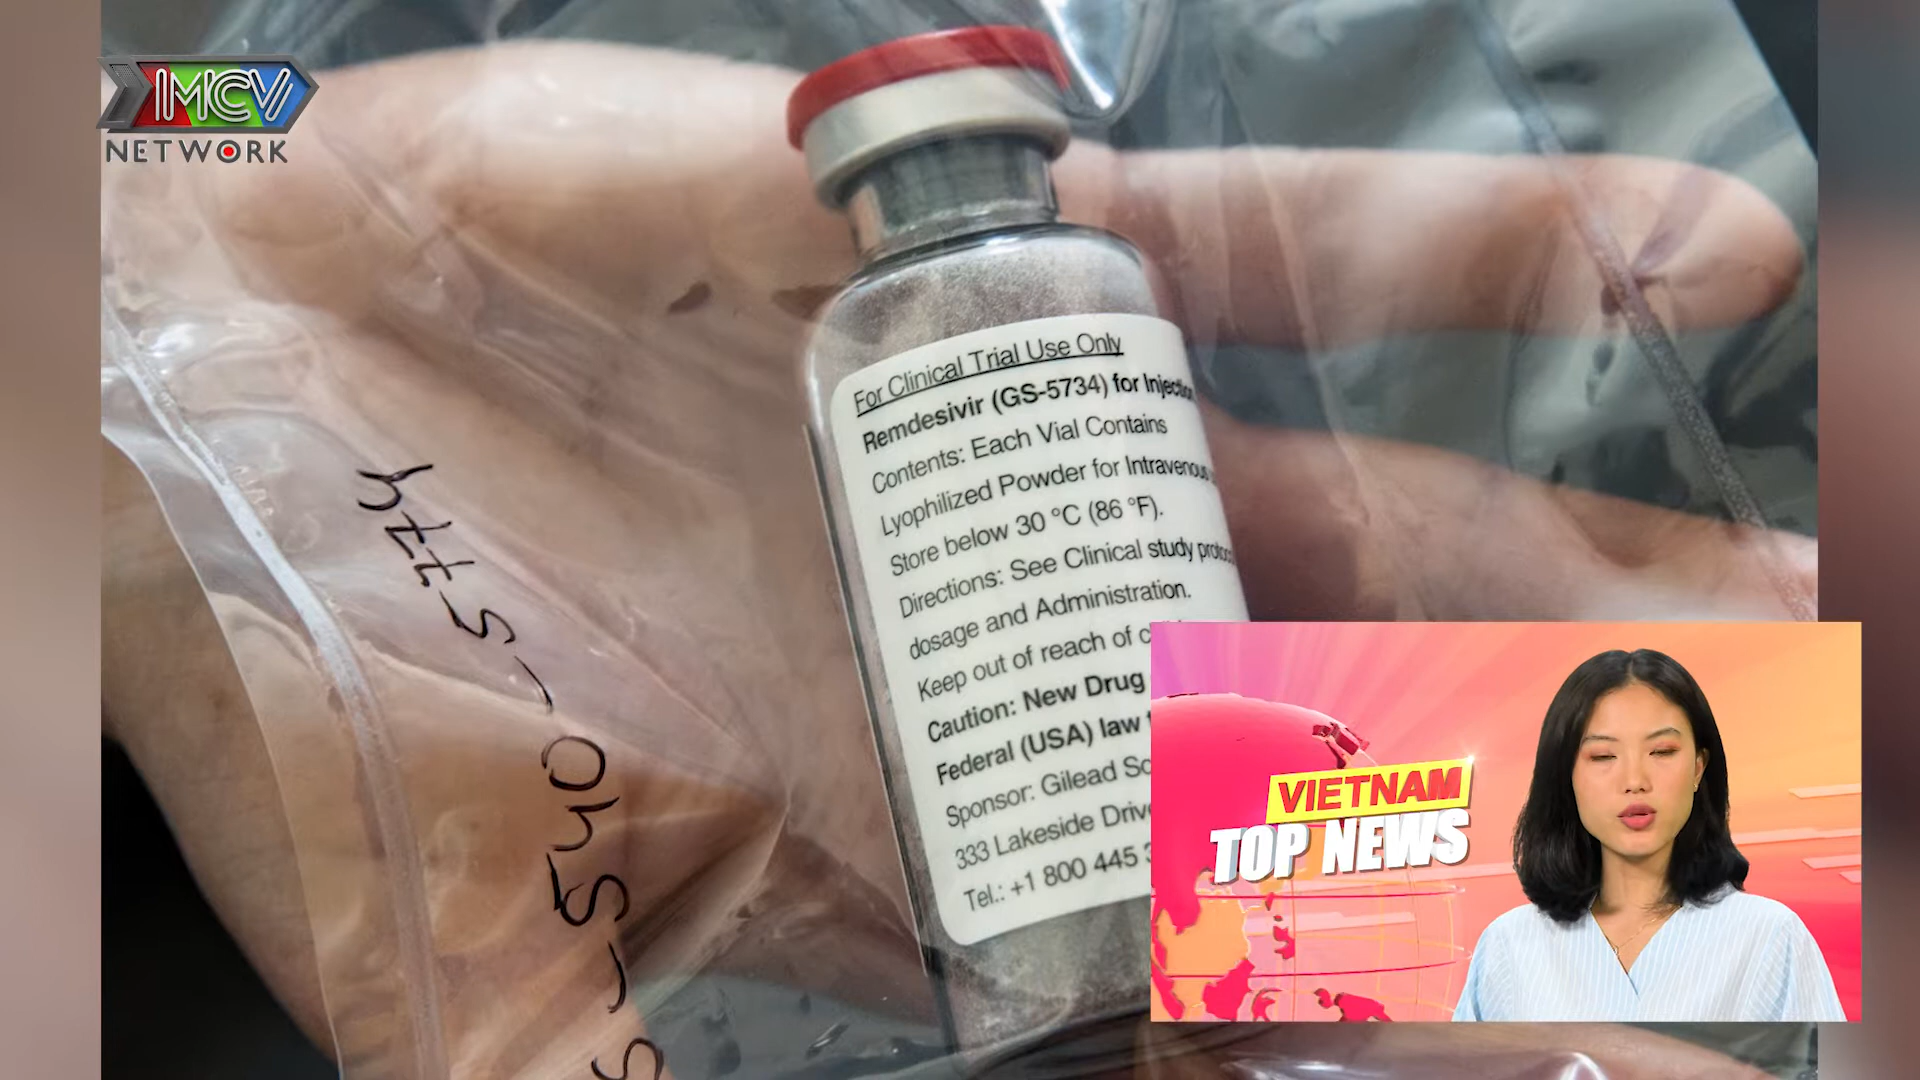 MCV
NETWORK
For Clinical Trial Use Only
Remdesivir (GS-5734) for
Contents: Each Vial Contains
Lyophilized Powder for Intravenous
Store below 30 °C (86 °F).
Directions: See Clinical study
dosage and Administration.
Keep out of reach of
Caution: New Drug
Federal (USA) law
Sponsor: Gilead
333 Lakeside
Tel.: +1 800 445
VIETNAM
TOP NEWS